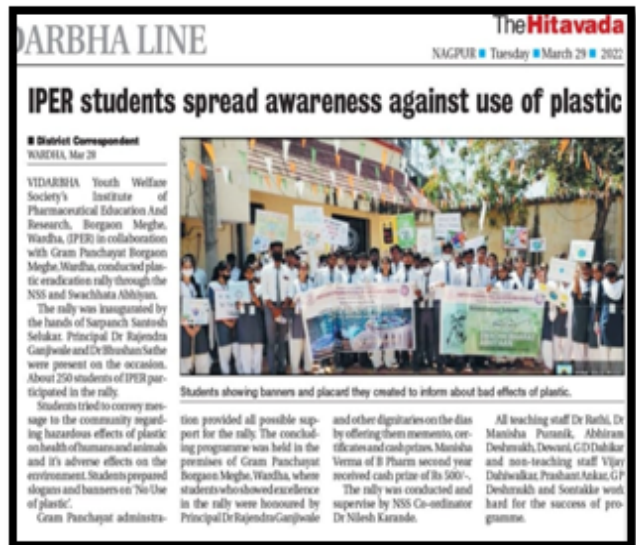 DARBHA LINE
TheHitavada
NAGPUR ■ Tuesday ■ March 29 ■ 2022
IPER students spread awareness against use of plastic
■ District Correspondent
WARDHA, Mar 28
VIDARBHA Youth Welfare
Society's Institute of
Pharmaceutical Education And
Research, Borgaon Meghe,
Wardha, (IPER) in collaboration
with Gram Panchayat Borgaon
Meghe, Wardha, conducted plas-
tic eradication rally through the
NSS and Swachhata Abhiyan.
The rally was inaugurated by
the hands of Sarpanch Santosh
Selukar. Principal Dr Rajendra
Ganjiwale and Dr Bhushan Sathe
were present on the occasion.
About 250 students of IPER par-
ticipated in the rally.
Students tried to convey mes-
sage to the community regard-
ing hazardous effects of plastic
on health of humans and animals
and it's adverse effects on the
environment. Students prepared
slogans and banners on 'No Use
of plastic'.
Gram Panchayat adminstra-
Students showing banners and placard they created to inform about bad effects of plastic.
tion provided all possible sup-
port for the rally. The conclud-
ing programme was held in the
premises of Gram Panchayat
Borgaon Meghe, Wardha, where
students who showed excellence
in the rally were honoured by
Principal Dr Rajendra Ganjiwale
and other dignitaries on the dias
by offering them memento, cer-
tificates and cash prizes. Manisha
Verma of B Pharm second year
received cash prize of Rs 500/-.
The rally was conducted and
supervise by NSS Co-ordinator
Dr Nilesh Karande.
All teaching staff Dr Rathi, Dr
Manisha Puranik, Abhiram
Deshmukh, Dewani, G D Dahikar
and non-teaching staff Vijay
Dahiwalkar, Prashant Ankar, G P
Deshmukh and Sontakke work
hard for the success of pro-
gramme.